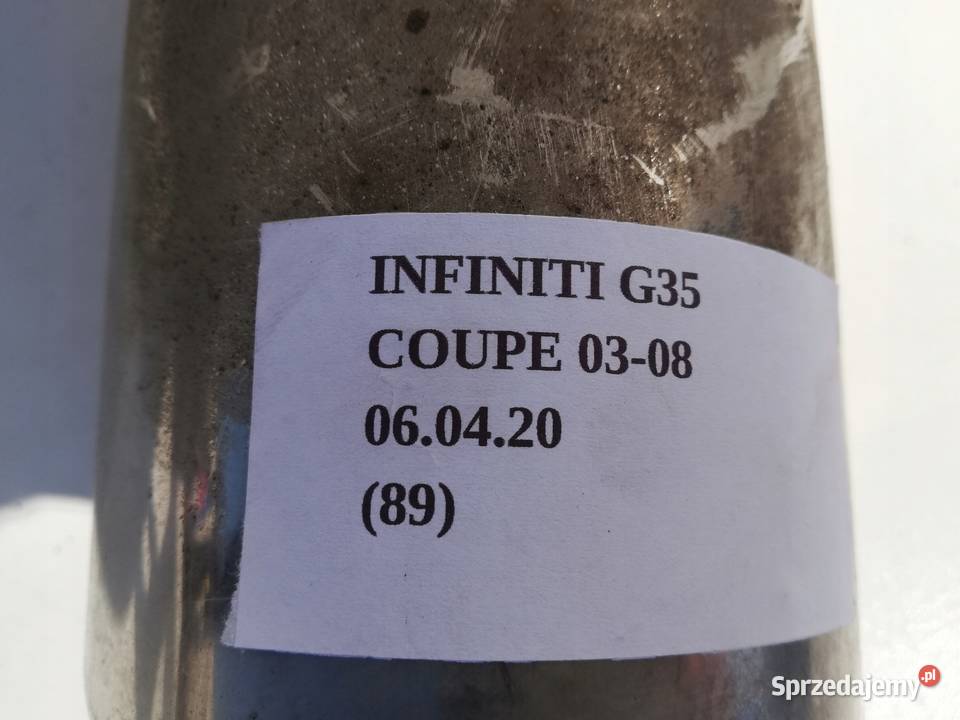 INFINITI G35
COUPE 03-08
06.04.20
(89)
Sprzedajemy.pl